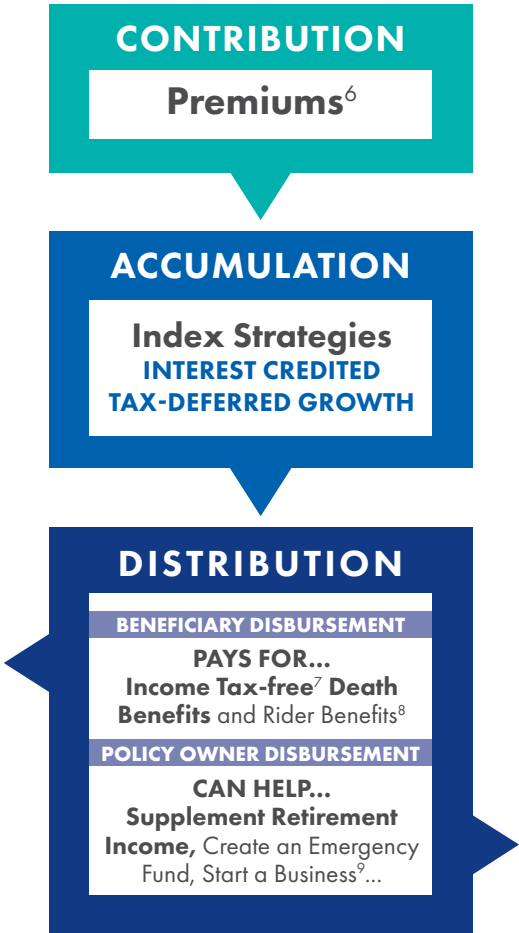 CONTRIBUTION
Premiums⁶
ACCUMULATION
Index Strategies
INTEREST CREDITED
TAX-DEFERRED GROWTH
DISTRIBUTION
BENEFICIARY DISBURSEMENT
PAYS FOR...
Income Tax-free⁷ Death
Benefits and Rider Benefits⁸
POLICY OWNER DISBURSEMENT
CAN HELP...
Supplement Retirement
Income, Create an Emergency
Fund, Start a Business⁹...